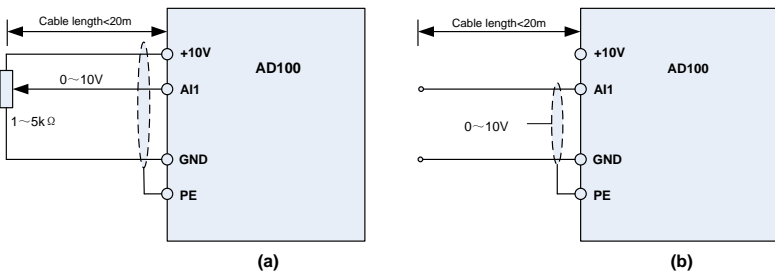 Cable length<20m
+10V
AD100
0～10V
AI1
1～5kΩ
GND
PE
(a)
Cable length<20m
+10V
AD100
AI1
0～10V
GND
PE
(b)